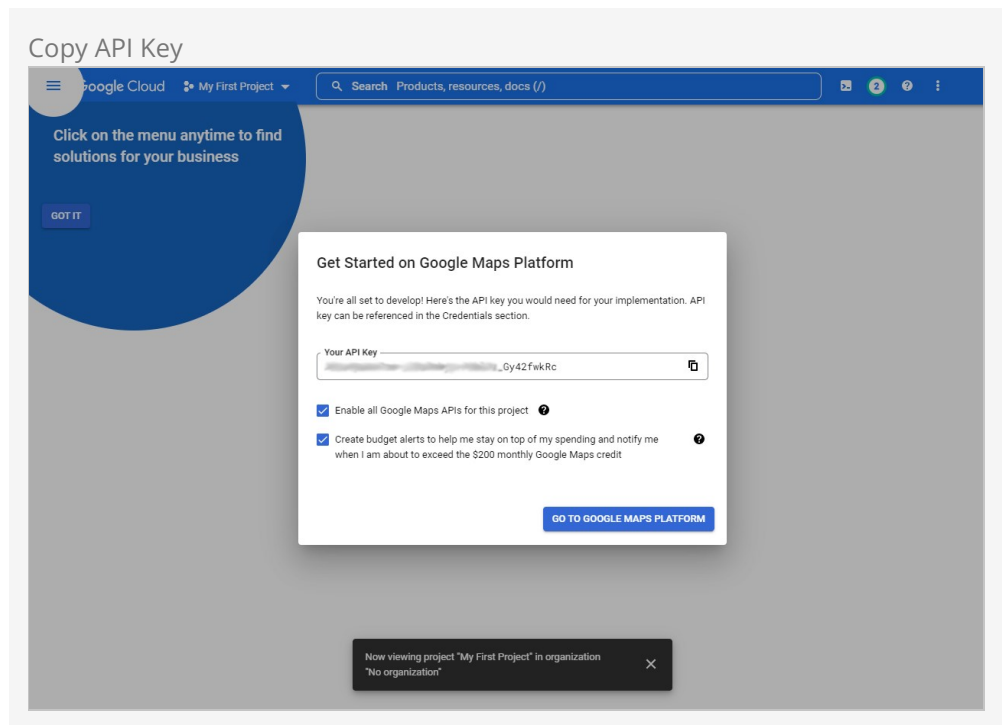 Copy API Key
Google Cloud My First Project Search Products, resources, docs (/) 2
Click on the menu anytime to find
solutions for your business
GOT IT
Get Started on Google Maps Platform
You're all set to develop! Here's the API key you would need for your implementation. API
key can be referenced in the Credentials section.
Your API Key
_Gy42fwkRc
Enable all Google Maps APIs for this project
Create budget alerts to help me stay on top of my spending and notify me
when I am about to exceed the $200 monthly Google Maps credit
GO TO GOOGLE MAPS PLATFORM
Now viewing project "My First Project" in organization
"No organization"